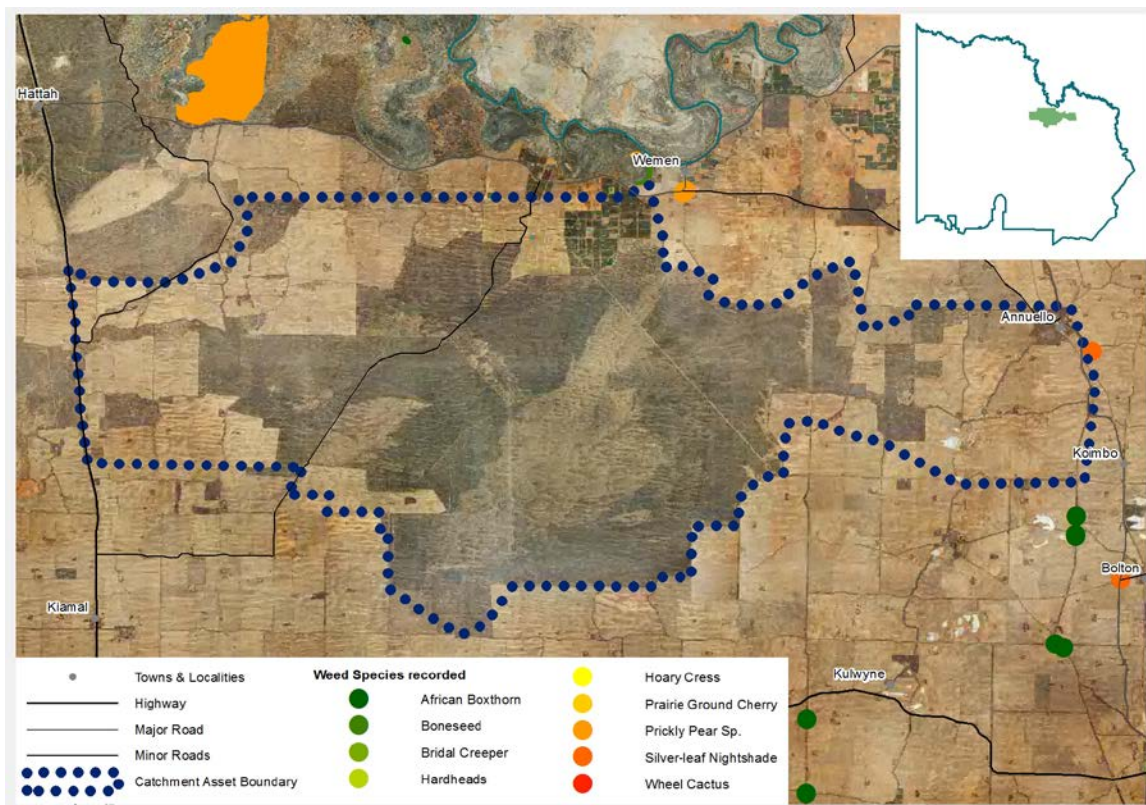 Hattah
Wemen
Annuello
Koimbo
Bolton
Kiamal
Kulwyne
Towns & Localities
Highway
Major Road
Minor Roads
Catchment Asset Boundary
Weed Species recorded
African Boxthorn
Boneseed
Bridal Creeper
Hardheads
Hoary Cress
Prairie Ground Cherry
Prickly Pear Sp.
Silver-leaf Nightshade
Wheel Cactus